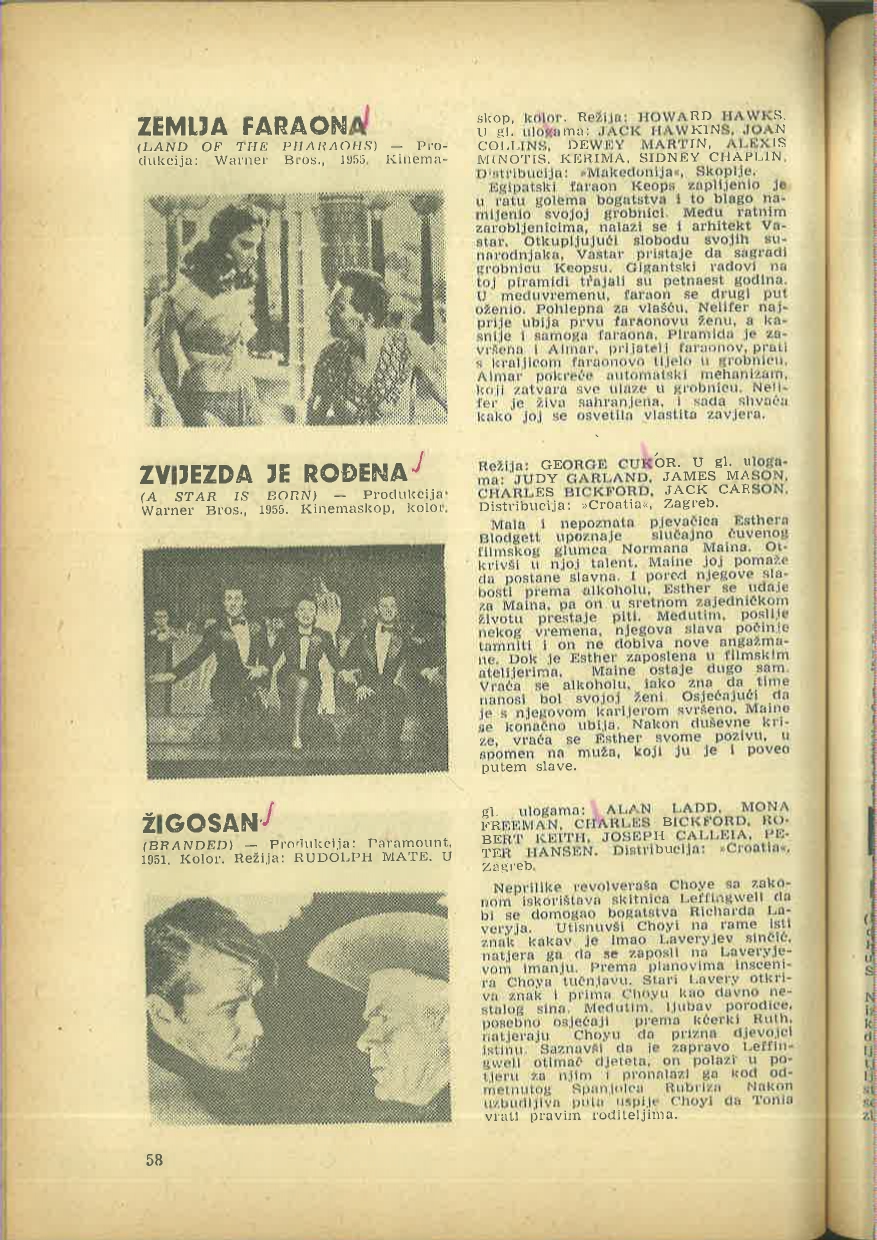 ZEMLJA FARAONA
(LAND OF THE PHARAOHS) — Pro-
dukcija: Warner Bros., 1955. Kinema-
skop, kolor. Režija: HOWARD HAWKS.
U gl. ulogama: JACK HAWKINS, JOAN
COLLINS, DEWEY MARTIN, ALEXIS
MINOTIS, KERIMA, SIDNEY CHAPLIN.
Distribucija: »Makedonija«, Skoplje.
Egipatski faraon Keops zaplijenio je
u ratu golema bogatstva i to blago na-
mijenio svojoj grobnici. Među ratnim
zarobljenicima, nalazi se i arhitekt Va-
star. Otkupljujući slobodu svojih su-
narodnjaka, Vastar pristaje da sagradi
grobnicu Keopsu. Gigantski radovi na
toj piramidi trajali su petnaest godina.
U međuvremenu, faraon se drugi put
oženio. Pohlepna za vlašću, Nelifer naj-
prije ubija prvu faraonovu ženu, a ka-
snije i samoga faraona. Piramida je za-
vršena i Almar, prijatelj faraonov, prati
s kraljicom faraonovo tijelo u grobnicu.
Almar pokreće automatski mehanizam,
koji zatvara sve ulaze u grobnicu. Neli-
fer je živa sahranjena, i sada shvaća
kako joj se osvetila vlastita zavjera.
ZVIJEZDA JE ROĐENA
(A STAR IS BORN) — Produkcija:
Warner Bros., 1955. Kinemaskop, kolor.
Režija: GEORGE CUKOR. U gl. uloga-
ma: JUDY GARLAND, JAMES MASON,
CHARLES BICKFORD, JACK CARSON.
Distribucija: »Croatia«, Zagreb.
Mala i nepoznata pjevačica Esthera
Blodgett upoznaje slučajno čuvenog
filmskog glumca Normana Maina. Ot-
krivši u njoj talent, Maine joj pomaže
da postane slavna. I pored njegove sla-
bosti prema alkoholu, Esther se udaje
za Maina, pa on u sretnom zajedničkom
životu prestaje piti. Međutim, poslije
nekog vremena, njegova slava počinje
tamniti i on ne dobiva nove angažma-
ne. Dok je Esther zaposlena u filmskim
atelijerima, Maine ostaje dugo sam.
Vraća se alkoholu, iako zna da time
nanosi bol svojoj ženi. Osjećajući da
je s njegovom karijerom svršeno, Maine
se konačno ubija. Nakon duševne kri-
ze, vraća se Esther svome pozivu, u
spomen na muža, koji ju je i poveo
putem slave.
ŽIGOSAN
(BRANDED) — Produkcija: Paramount,
1951. Kolor. Režija: RUDOLPH MATE. U
gl. ulogama: ALAN LADD, MONA
FREEMAN, CHARLES BICKFORD, RO-
BERT KEITH, JOSEPH CALLEIA, PE-
TER HANSEN. Distribucija: »Croatia«,
Zagreb.
Neprilike revolveraša Choye sa zako-
nom iskorištava skitnica Leffingwell da
bi se domogao bogatstva Richarda La-
veryja. Utisnuvši Choyi na rame isti
znak kakav je imao Laveryjev sinčić,
natjera ga da se zaposli na Laveryje-
vom imanju. Prema planovima insceni-
ra Choya tučnjavu. Stari Lavery otkri-
va znak i prima Choyu kao davno ne-
stalog sina. Međutim, ljubav porodice,
posebno osjećaji prema kćerki Ruth,
natjeraju Choyu da prizna djevojci
istinu. Saznavši da je zapravo Leffin-
gwell otimač djeteta, on polazi u po-
tjeru za njim i pronalazi ga kod od-
metnutog Španjolca Rubriza Nakon
uzbudljiva puta uspije Choyi da Tonia
vrati pravim roditeljima.
58